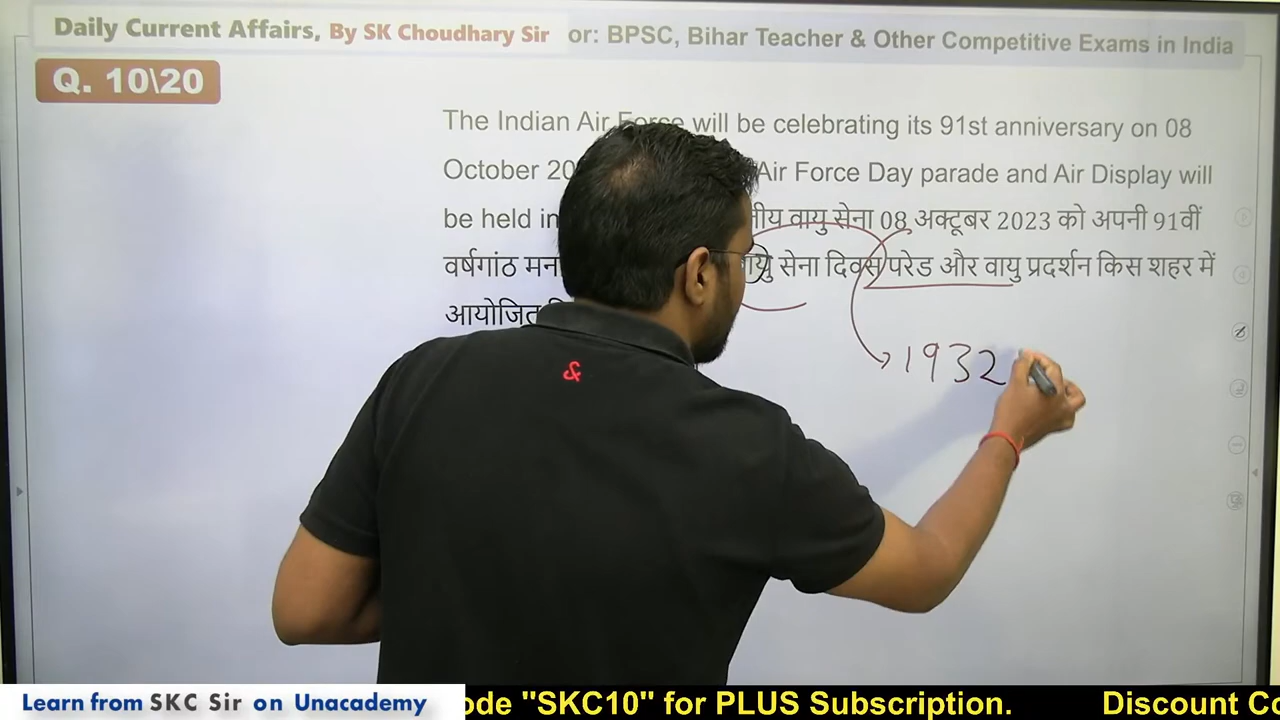 Daily Current Affairs, By SK Choudhary Sir or: BPSC, Bihar Teacher & Other Competitive Exams in India
Q. 10\20
The Indian Air Force will be celebrating its 91st anniversary on 08
October 20 Air Force Day parade and Air Display will
be held in वायु सेना 08 अक्टूबर 2023 को अपनी 91वीं
वर्षगांठ सेना दिवस परेड और वायु प्रदर्शन किस शहर में
आयोजित
1932
Learn from SKC Sir on Unacademy
ode "SKC10" for PLUS Subscription. Discount Co